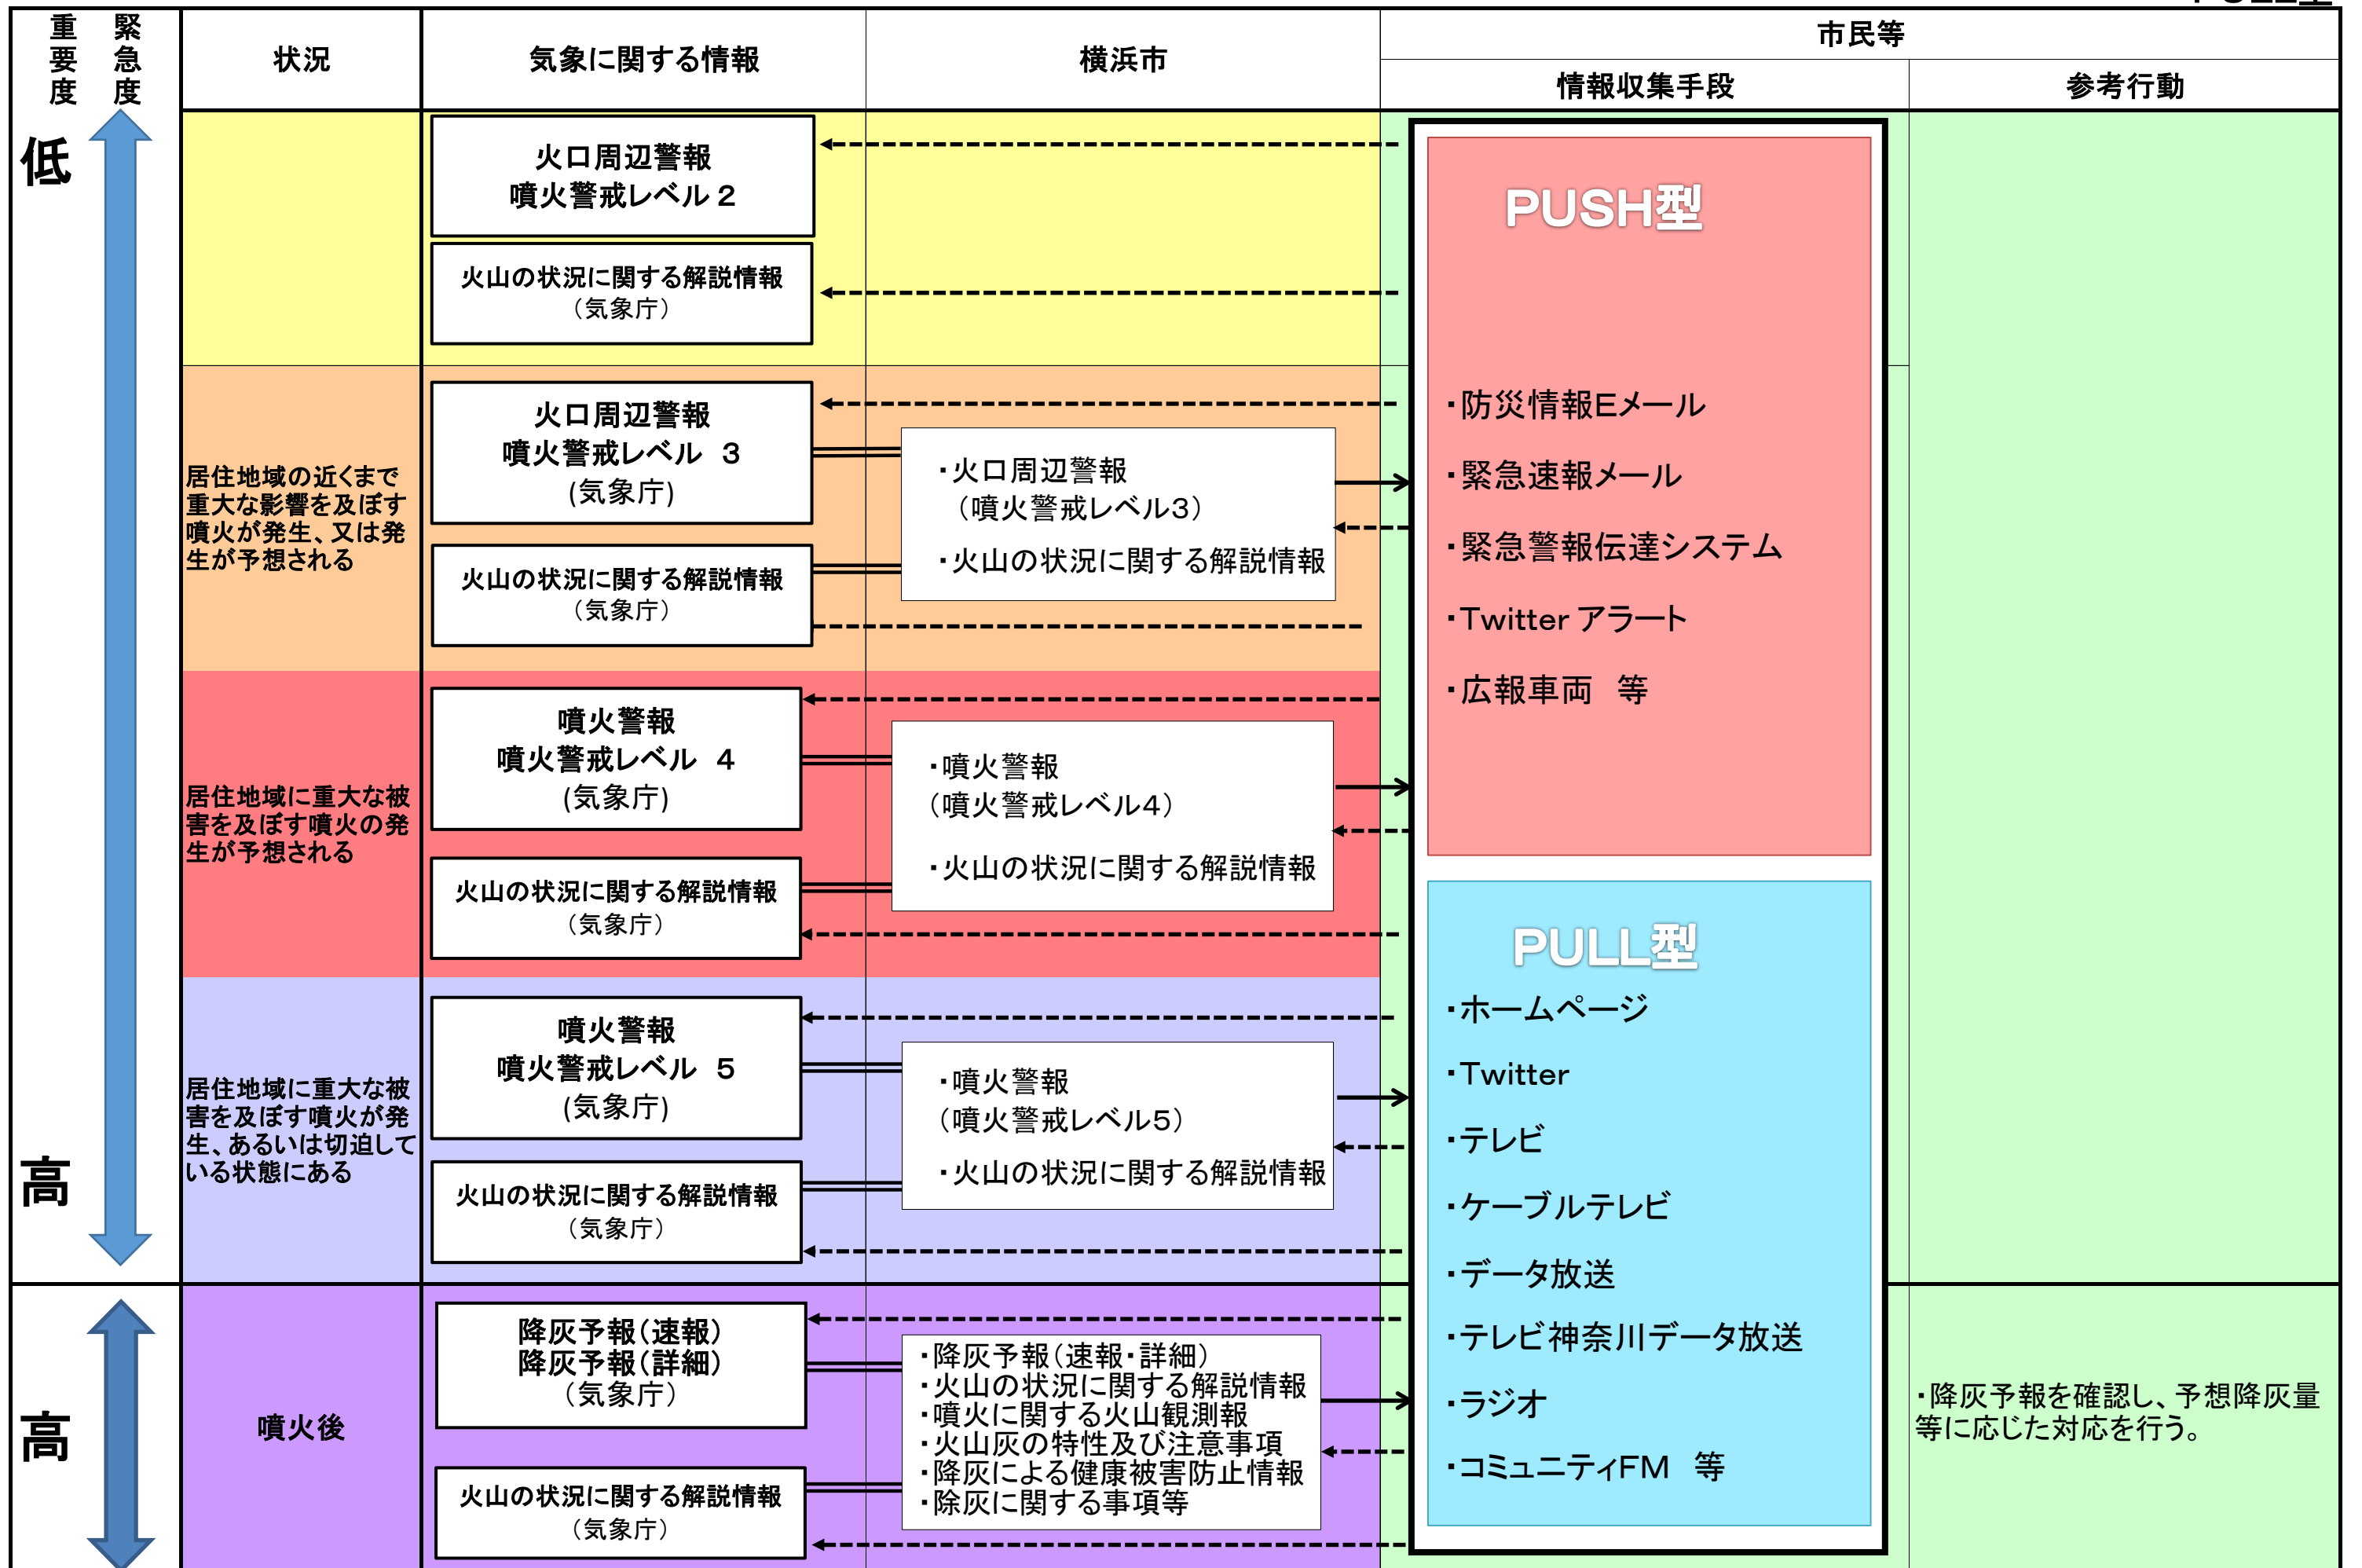 PULL型
重要度
緊急度
状況
気象に関する情報
横浜市
市民等
情報収集手段
参考行動
低
高
火口周辺警報
噴火警戒レベル２
火山の状況に関する解説情報
（気象庁）
居住地域の近くまで
重大な影響を及ぼす
噴火が発生、又は発
生が予想される
火口周辺警報
噴火警戒レベル　３
(気象庁)
火山の状況に関する解説情報
（気象庁）
・火口周辺警報
（噴火警戒レベル３）
・火山の状況に関する解説情報
居住地域に重大な被
害を及ぼす噴火の発
生が予想される
噴火警報
噴火警戒レベル　４
(気象庁)
火山の状況に関する解説情報
（気象庁）
・噴火警報
（噴火警戒レベル４）
・火山の状況に関する解説情報
居住地域に重大な被
害を及ぼす噴火が発
生、あるいは切迫して
いる状態にある
噴火警報
噴火警戒レベル　５
(気象庁)
火山の状況に関する解説情報
（気象庁）
・噴火警報
（噴火警戒レベル５）
・火山の状況に関する解説情報
高
噴火後
降灰予報（速報）
降灰予報（詳細）
（気象庁）
火山の状況に関する解説情報
（気象庁）
・降灰予報（速報・詳細）
・火山の状況に関する解説情報
・噴火に関する火山観測報
・火山灰の特性及び注意事項
・降灰による健康被害防止情報
・除灰に関する事項等
PUSH型
・防災情報Eメール
・緊急速報メール
・緊急警報伝達システム
・Twitter アラート
・広報車両　等
PULL型
・ホームページ
・Twitter
・テレビ
・ケーブルテレビ
・データ放送
・テレビ神奈川データ放送
・ラジオ
・コミュニティFM　等
・降灰予報を確認し、予想降灰量
等に応じた対応を行う。